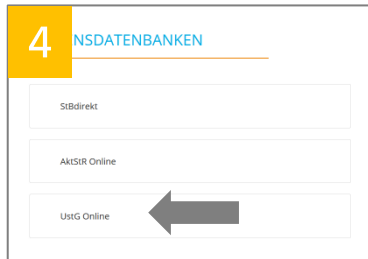 4
NSDATENBANKEN
StBdirekt
AktStR Online
UstG Online